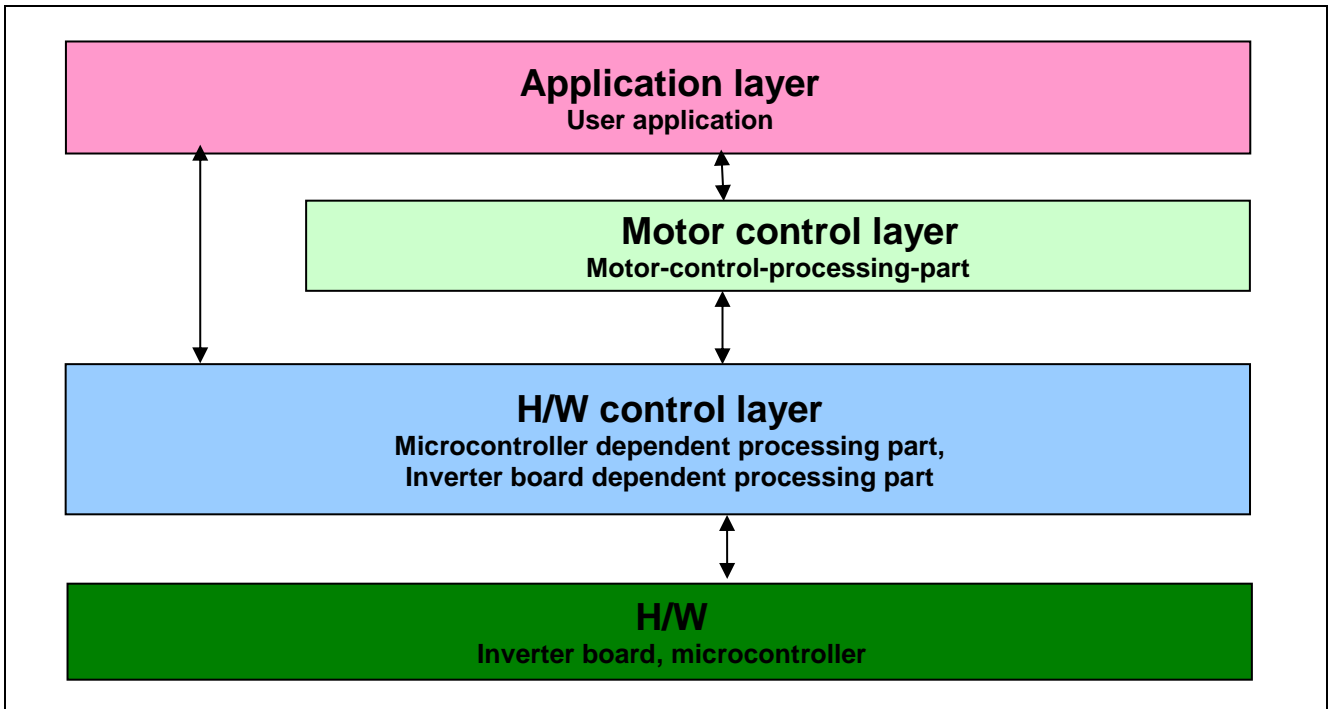 Application layer
User application
Motor control layer
Motor-control-processing-part
H/W control layer
Microcontroller dependent processing part,
Inverter board dependent processing part
H/W
Inverter board, microcontroller